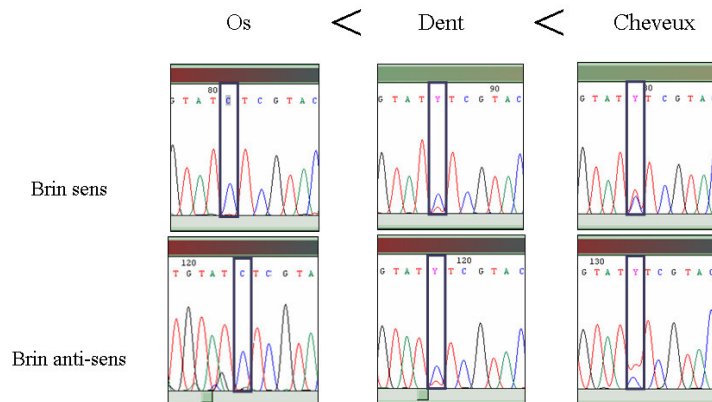 Os < Dent < Cheveux
80
G T A T C T C G T A C
90
G T A T Y T C G T A C
80
G T A T Y T C G T A C
Brin sens
120
T G T A T C T C G T A
120
G T A T Y T C G T A C
130
G T A T Y T C G T A C
Brin anti-sens